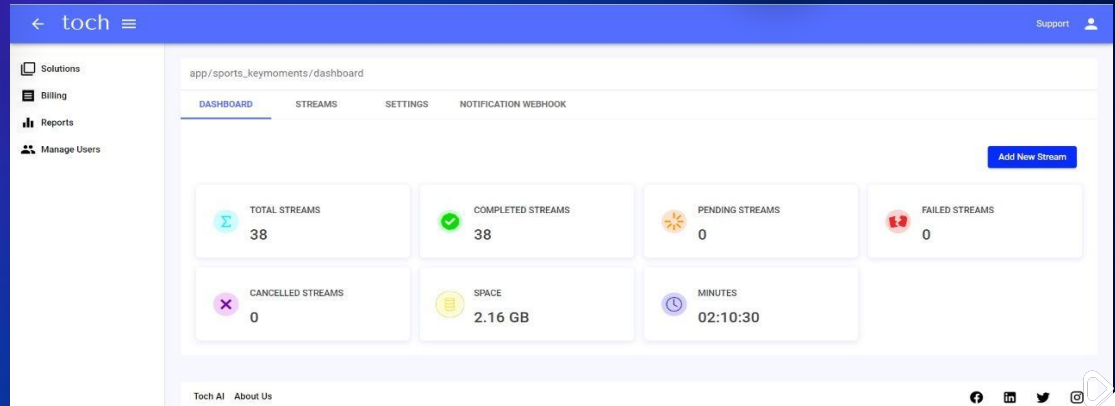 toch
Support
Solutions
Billing
Reports
Manage Users
app/sports_keymoments/dashboard
DASHBOARD STREAMS SETTINGS NOTIFICATION WEBHOOK
Add New Stream
TOTAL STREAMS
38
COMPLETED STREAMS
38
PENDING STREAMS
0
FAILED STREAMS
0
CANCELLED STREAMS
0
SPACE
2.16 GB
MINUTES
02:10:30
Toch AI About Us